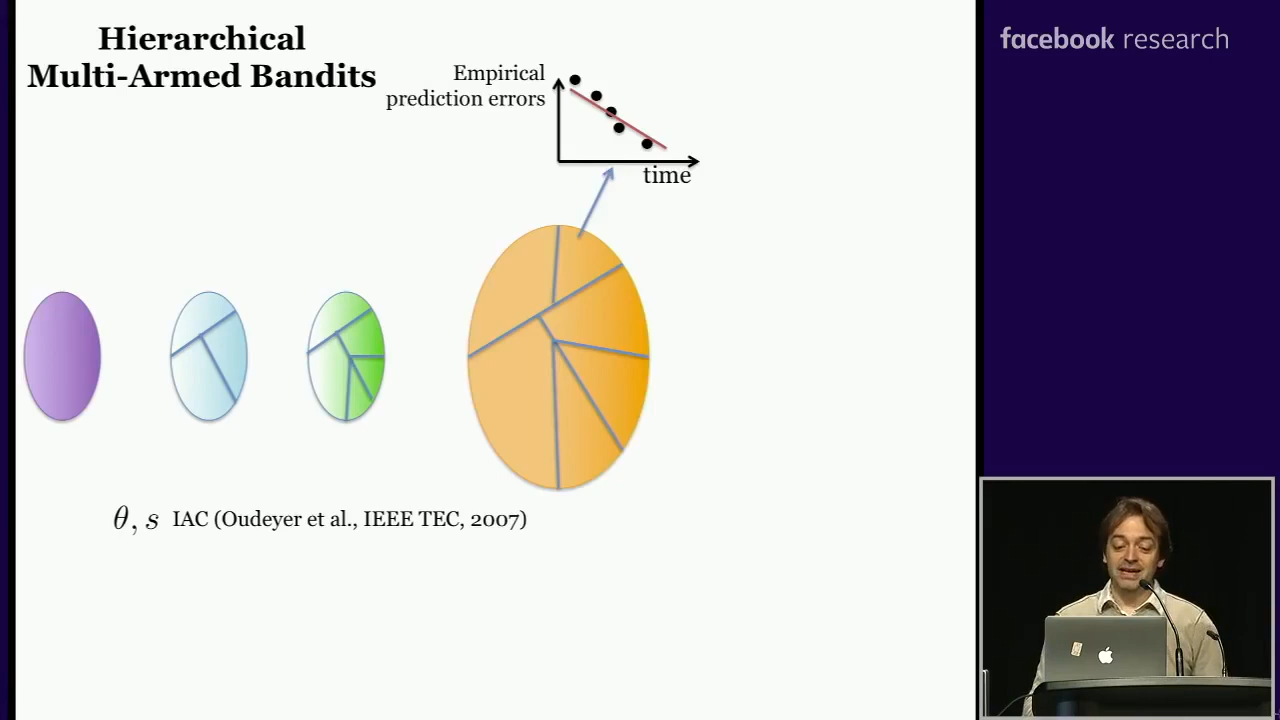 Hierarchical
Multi-Armed Bandits
Empirical
prediction errors
time
facebook research
θ, s IAC (Oudeyer et al., IEEE TEC, 2007)